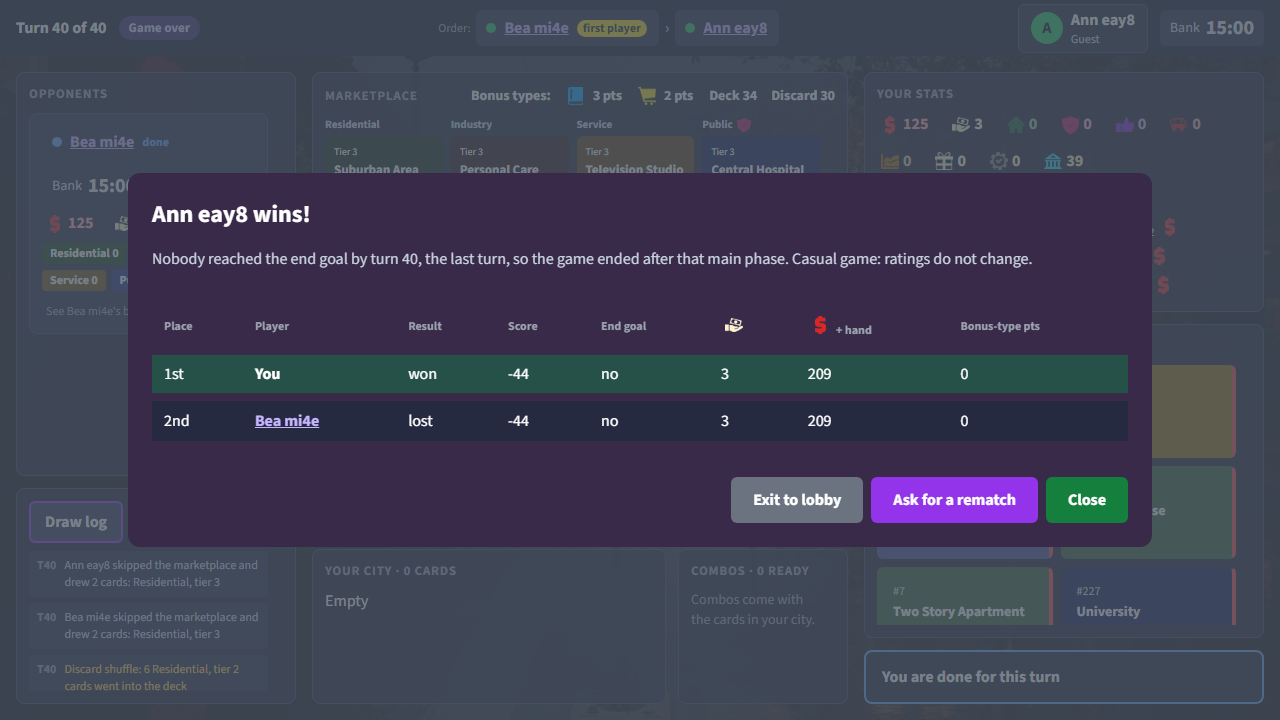 Turn 40 of 40 Game over Order: Bea mi4e first player › Ann eay8 A Ann eay8 Guest Bank 15:00
OPPONENTS
Bea mi4e done
Bank 15:00
125
Residential 0
Service 0
See Bea mi4e's
Draw log
T40 Ann eay8 skipped the marketplace and
drew 2 cards: Residential, tier 3
T40 Bea mi4e skipped the marketplace and
drew 2 cards: Residential, tier 3
T40 Discard shuffle: 6 Residential, tier 2
cards went into the deck
MARKETPLACE Bonus types: 3 pts 2 pts Deck 34 Discard 30
Residential Industry Service Public
Tier 3 Tier 3 Tier 3 Tier 3
Suburban Area Personal Care Television Studio Central Hospital
YOUR STATS
125 3 0 0 0 0
0 0 0 39
Ann eay8 wins!
Nobody reached the end goal by turn 40, the last turn, so the game ended after that main phase. Casual game: ratings do not change.
Place Player Result Score End goal + hand Bonus-type pts
1st You won -44 no 3 209 0
2nd Bea mi4e lost -44 no 3 209 0
Exit to lobby Ask for a rematch Close
YOUR CITY · 0 CARDS
Empty
COMBOS · 0 READY
Combos come with
the cards in your city.
#7 #227
Two Story Apartment University
You are done for this turn